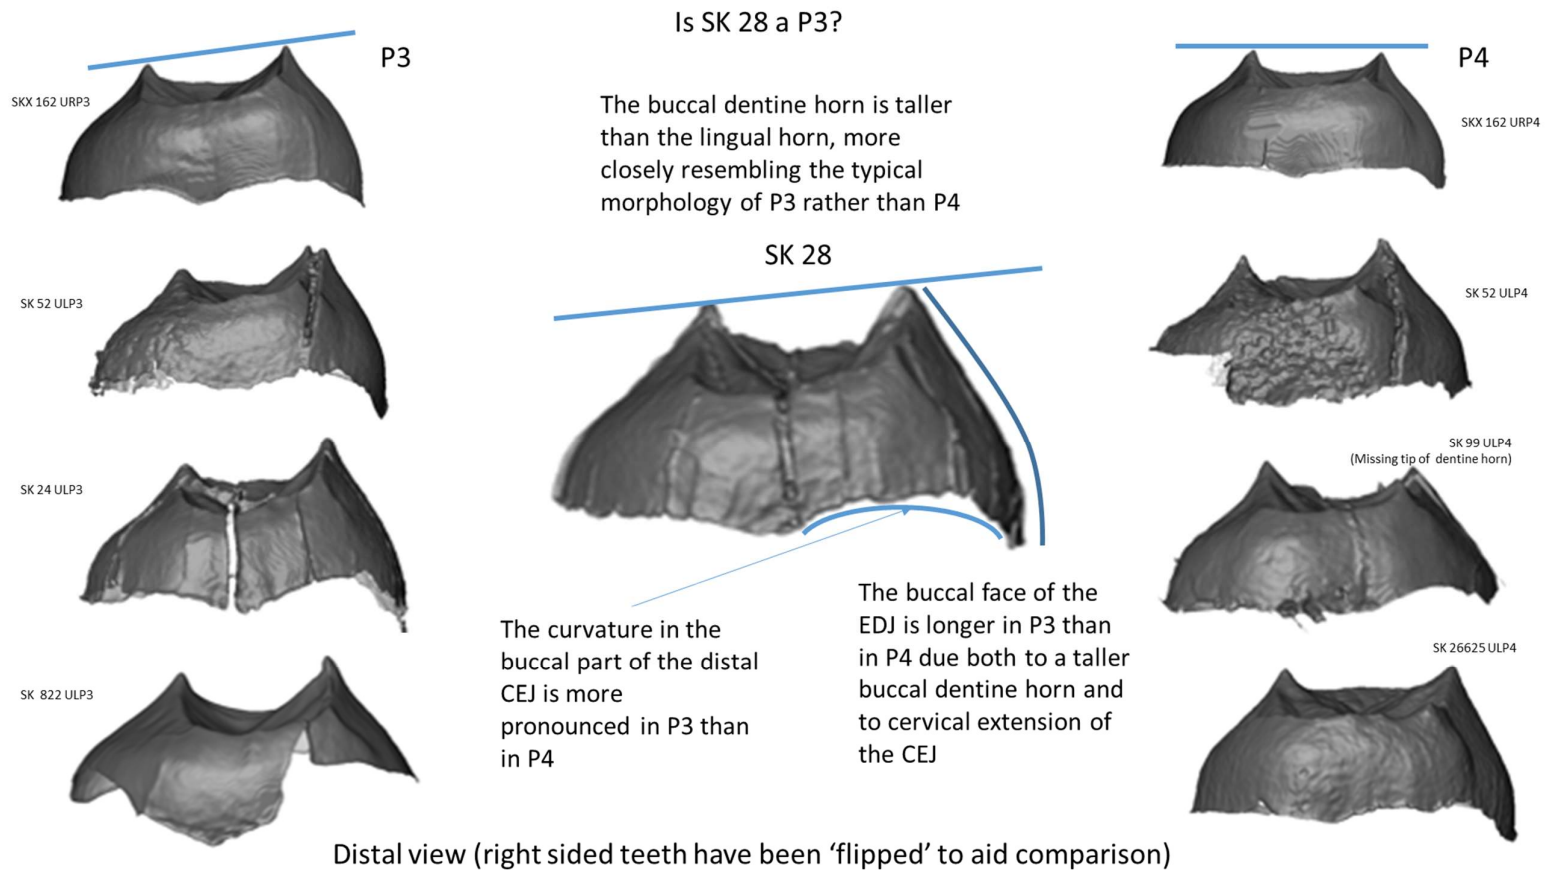 Is SK 28 a P3?
P3
SKX 162 URP3
SK 52 ULP3
SK 24 ULP3
SK 822 ULP3
The buccal dentine horn is taller
than the lingual horn, more
closely resembling the typical
morphology of P3 rather than P4
SK 28
The curvature in the
buccal part of the distal
CEJ is more
pronounced in P3 than
in P4
The buccal face of the
EDJ is longer in P3 than
in P4 due both to a taller
buccal dentine horn and
to cervical extension of
the CEJ
P4
SKX 162 URP4
SK 52 ULP4
SK 99 ULP4
(Missing tip of dentine horn)
SK 26625 ULP4
Distal view (right sided teeth have been ‘flipped’ to aid comparison)